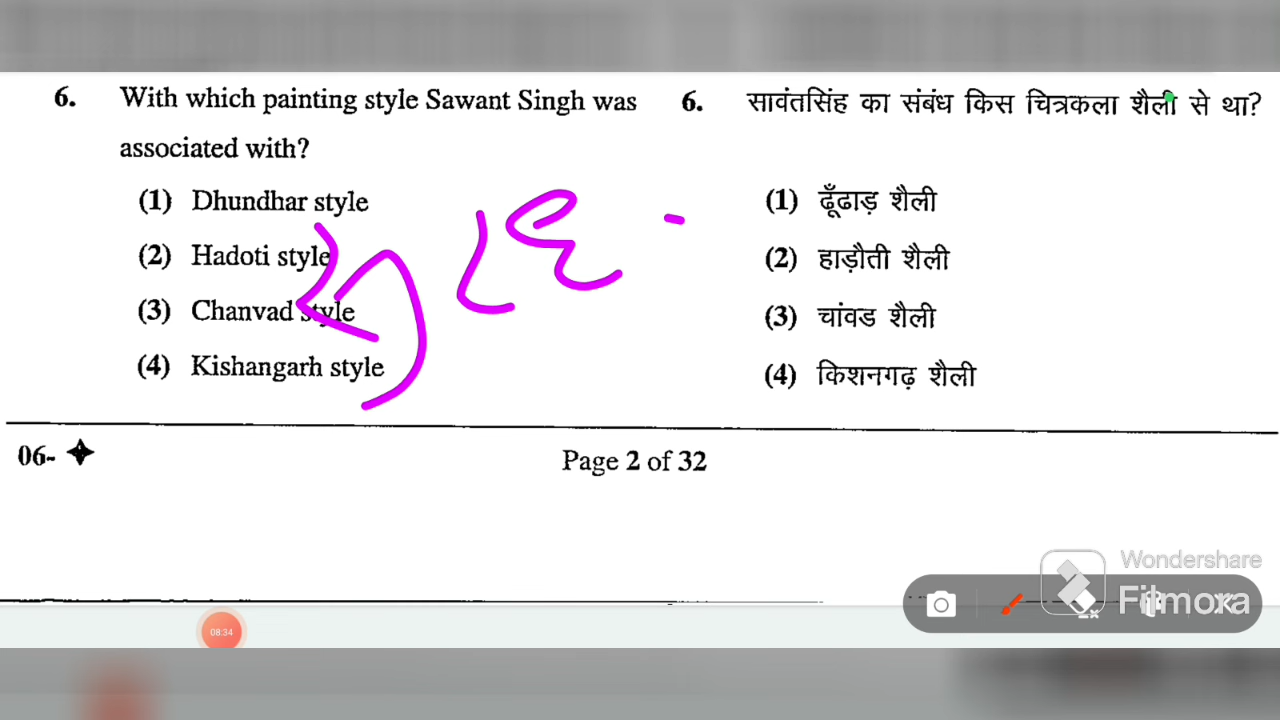 6. With which painting style Sawant Singh was
associated with?
(1) Dhundhar style
(2) Hadoti style
(3) Chanvad style
(4) Kishangarh style
6. सावंतसिंह का संबंध किस चित्रकला शैली से था?
(1) ढूँढाड़ शैली
(2) हाड़ौती शैली
(3) चांवड शैली
(4) किशनगढ़ शैली
06-
Page 2 of 32
Wondershare
Filmora
08:34